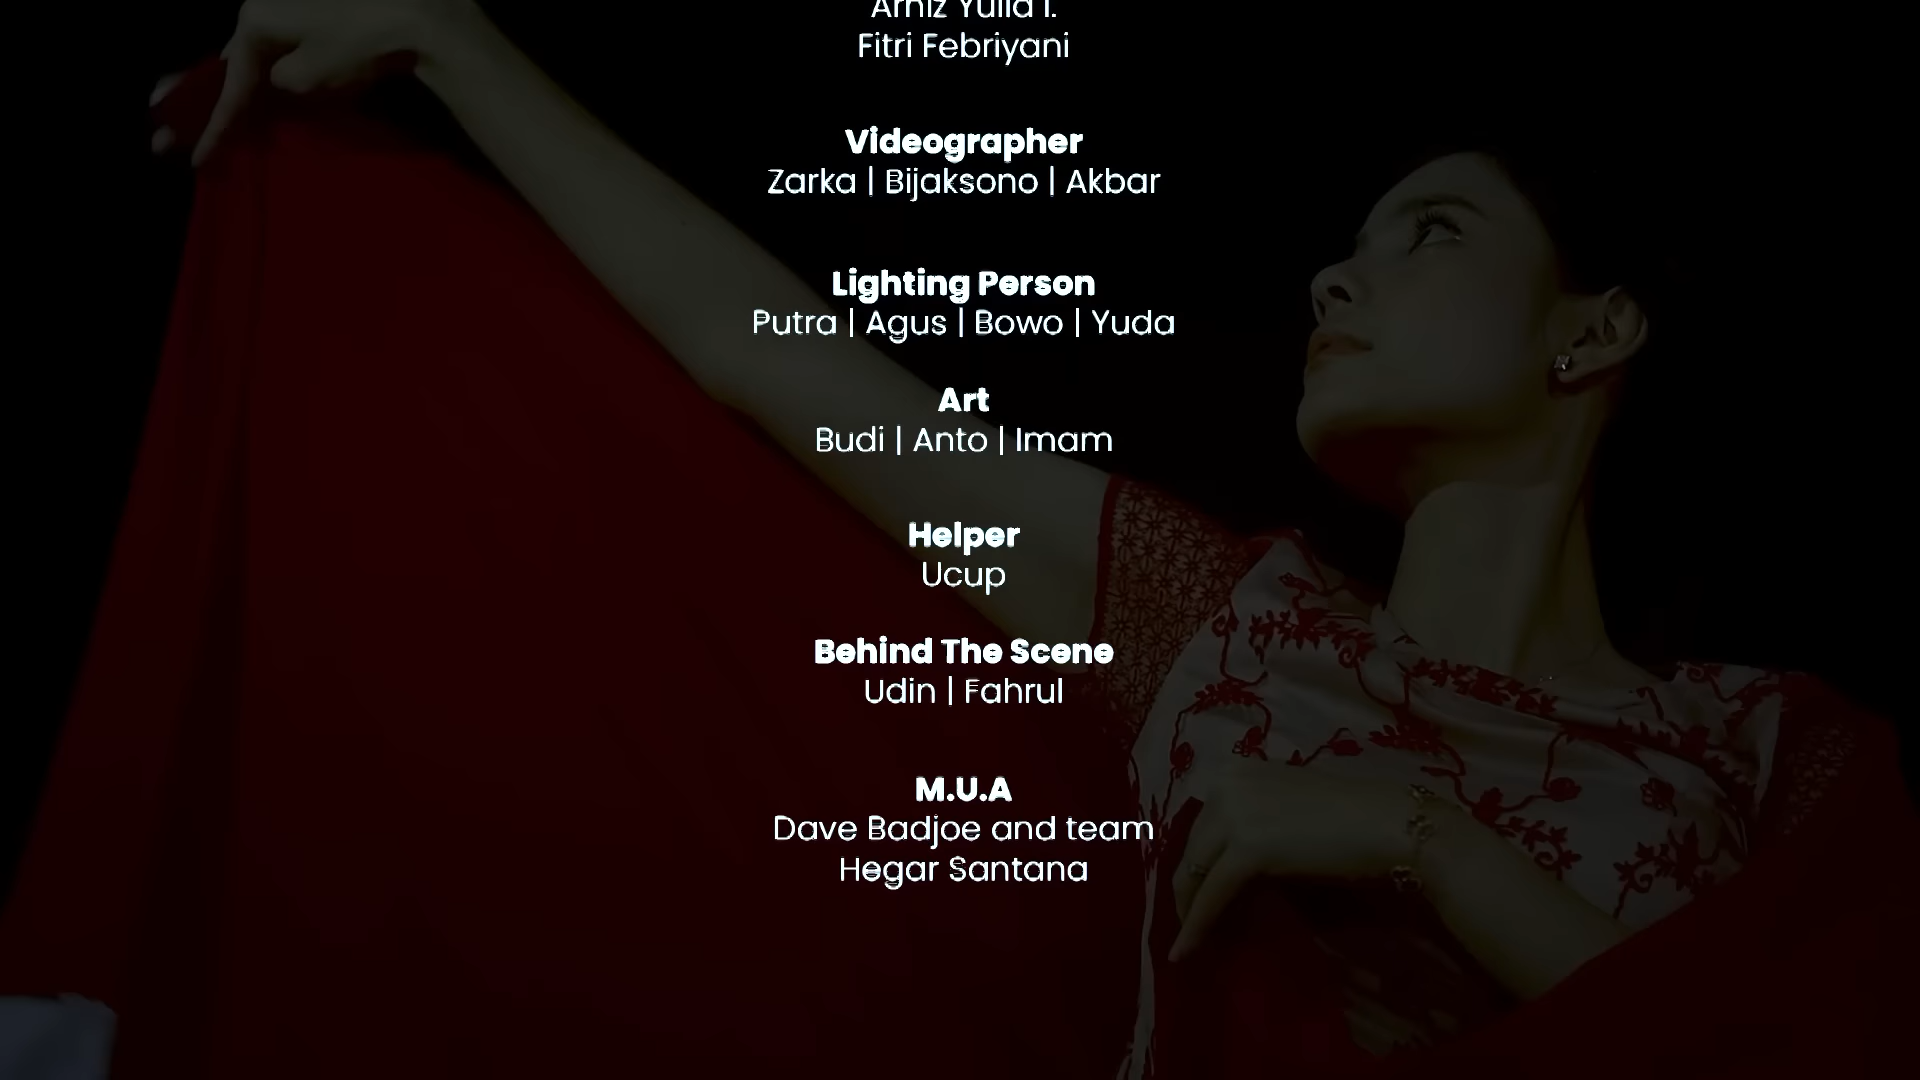 Fitri Febriyani
Videographer
Zarka | Bijaksono | Akbar
Lighting Person
Putra | Agus | Bowo | Yuda
Art
Budi | Anto | Imam
Helper
Ucup
Behind The Scene
Udin | Fahrul
M.U.A
Dave Badjoe and team
Hegar Santana